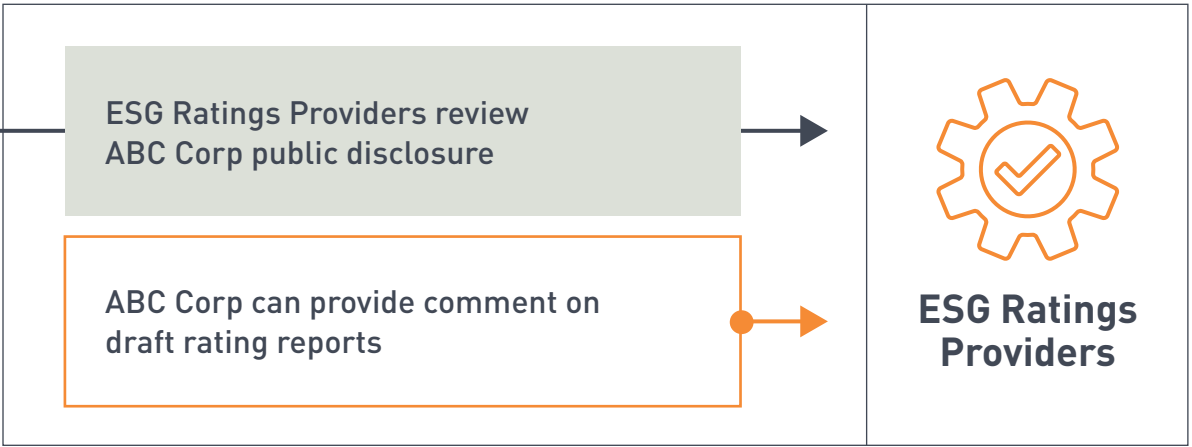 ESG Ratings Providers review
ABC Corp public disclosure
ABC Corp can provide comment on
draft rating reports
ESG Ratings
Providers